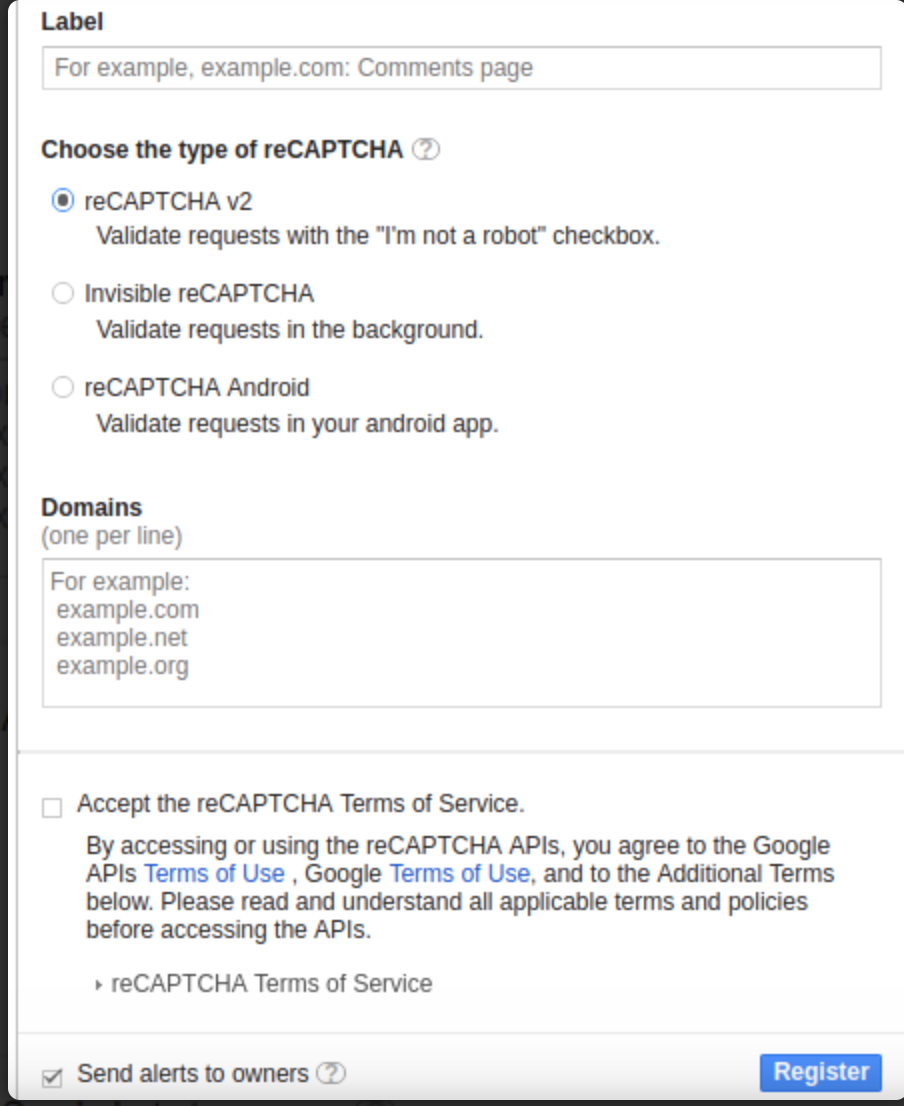 Label
For example, example.com: Comments page
Choose the type of reCAPTCHA ?
reCAPTCHA v2
Validate requests with the "I'm not a robot" checkbox.
Invisible reCAPTCHA
Validate requests in the background.
reCAPTCHA Android
Validate requests in your android app.
Domains
(one per line)
For example:
example.com
example.net
example.org
Accept the reCAPTCHA Terms of Service.
By accessing or using the reCAPTCHA APIs, you agree to the Google
APIs Terms of Use , Google Terms of Use, and to the Additional Terms
below. Please read and understand all applicable terms and policies
before accessing the APIs.
reCAPTCHA Terms of Service
Send alerts to owners ? Register